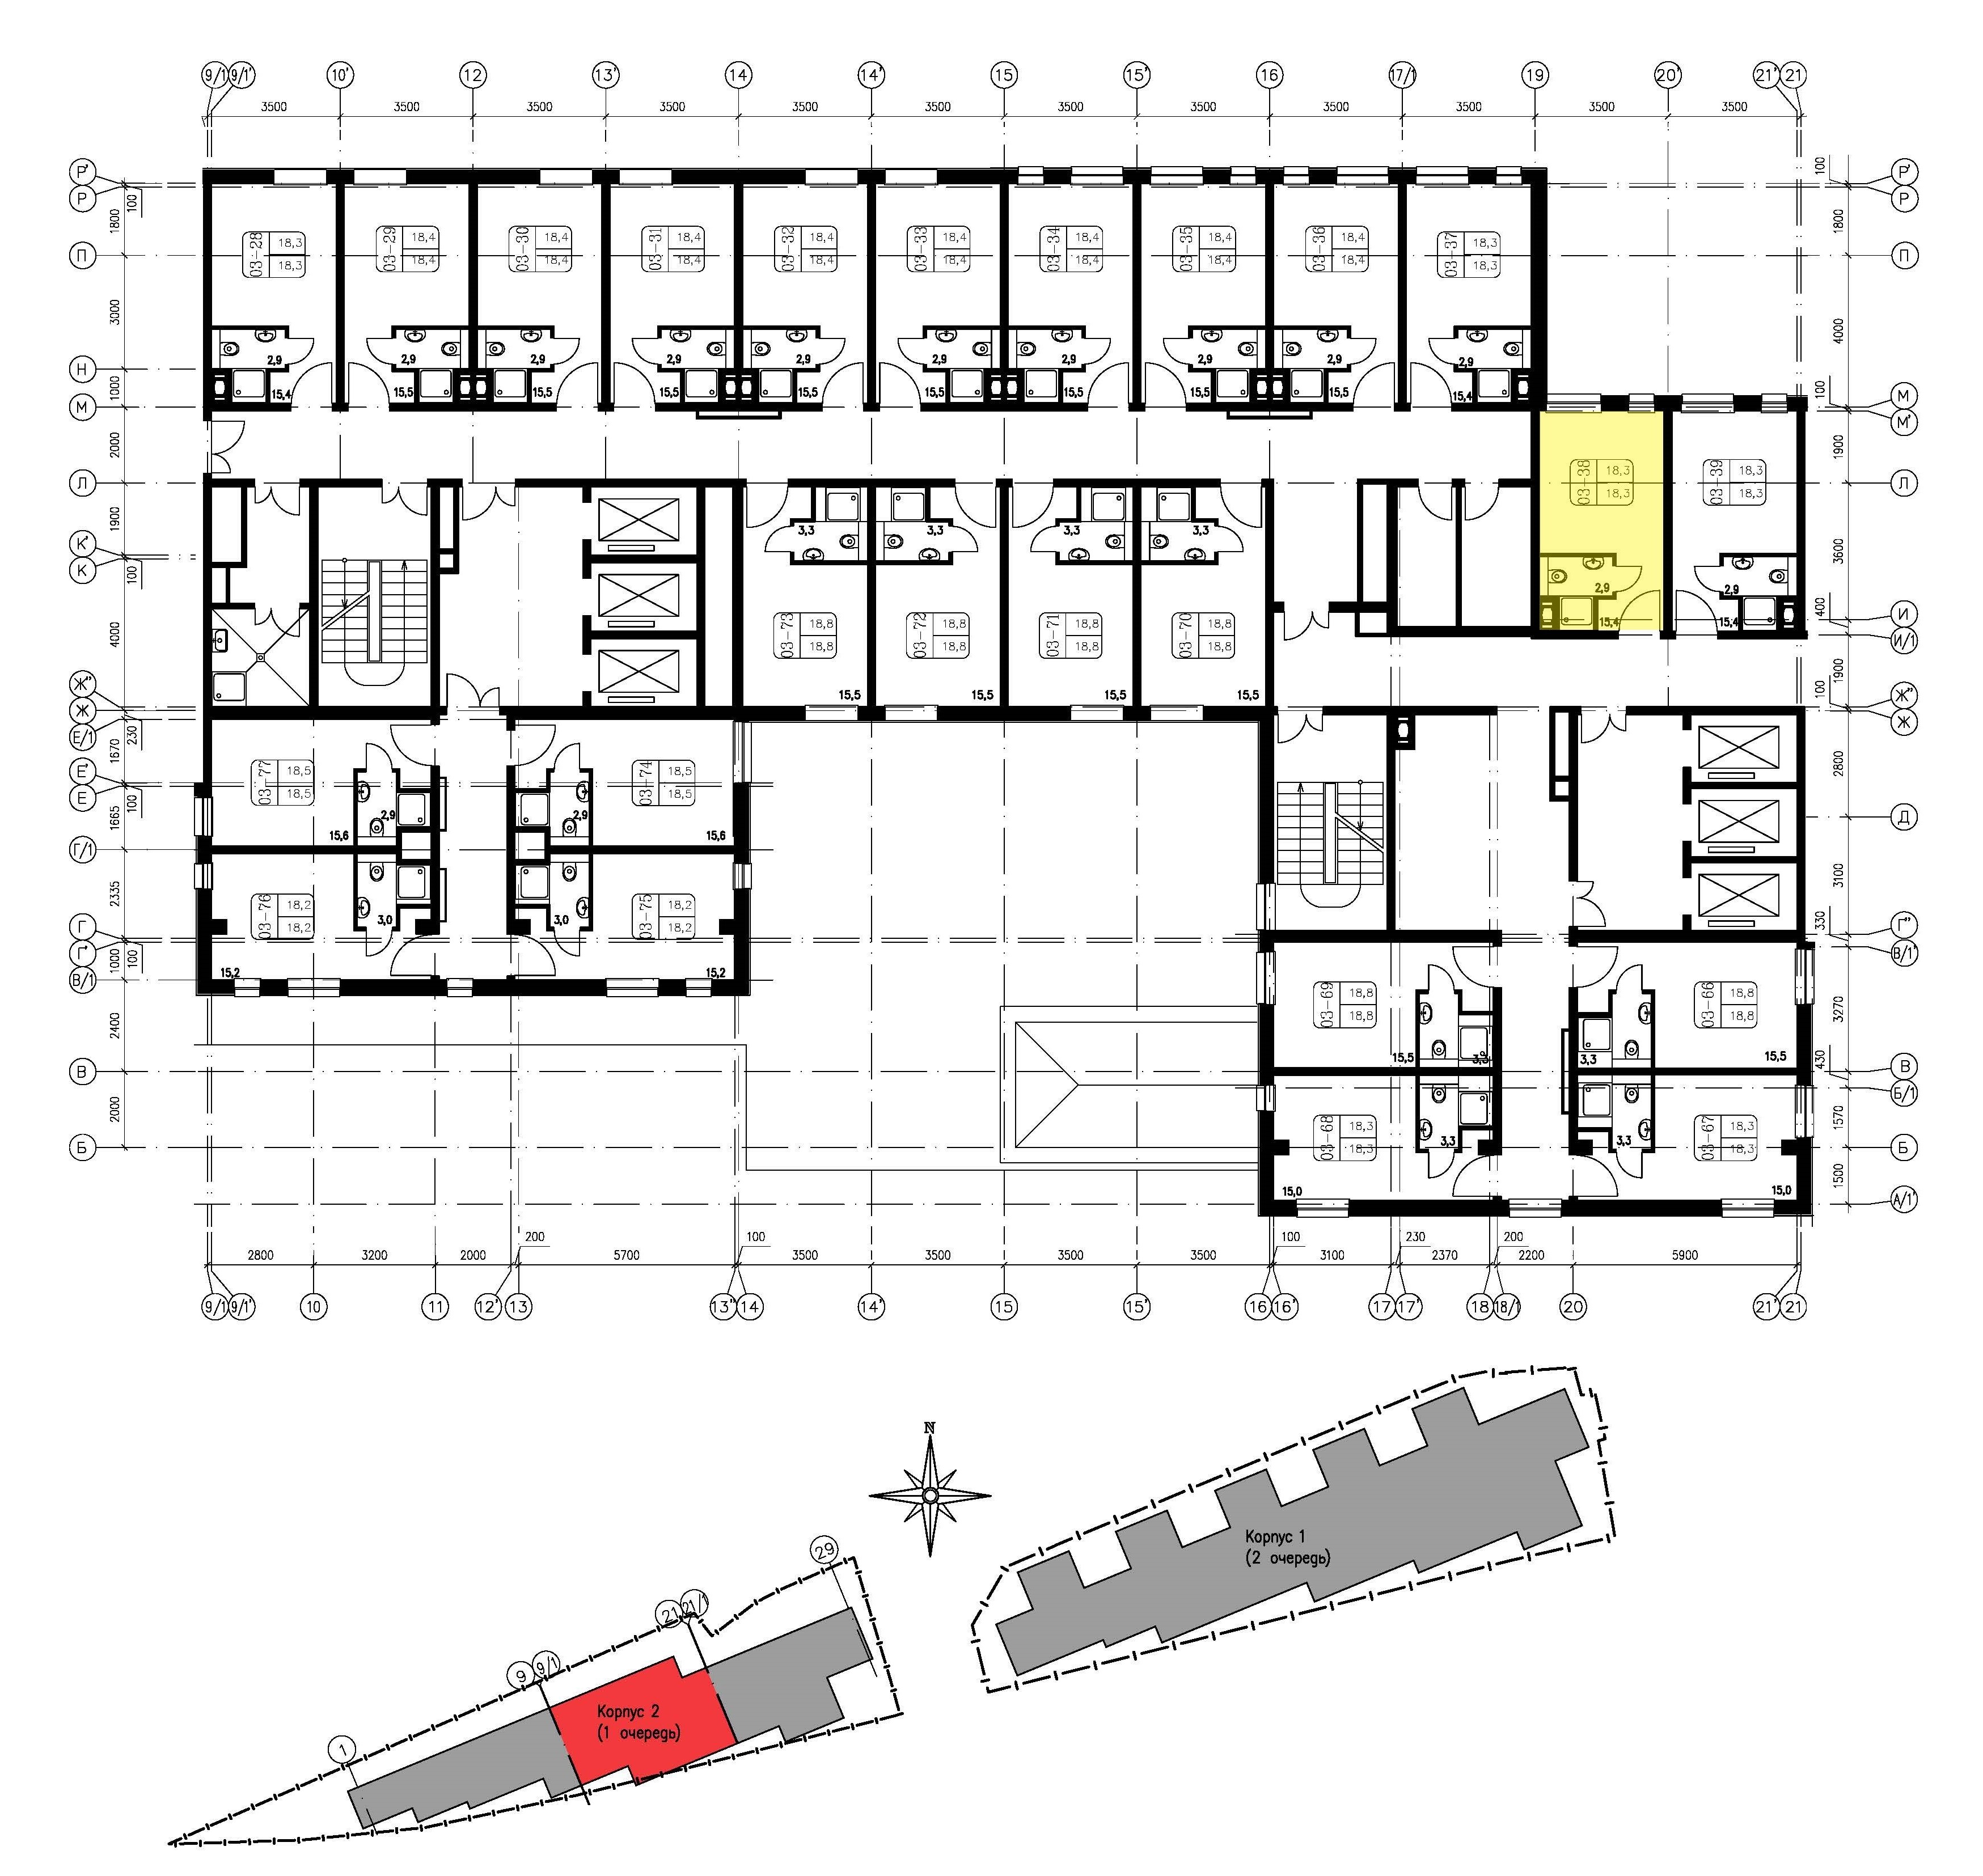 9/1 9/1' 10' 12 13' 14 14' 15 15' 16 17/1 19 20' 21' 21
3500 3500 3500 3500 3500 3500 3500 3500 3500 3500 3500 3500
Р' Р П Н М Л К' К Ж" Ж Е/1 Е' Е Г/1 Г Г' В/1 В Б
100 1800 3000 1000 2000 1900 100 4000 230 1670 100 1665 2335 1000 100 2400 2000
03-28 18,3 18,3 2,9 15,4
03-29 18,4 18,4 2,9 15,5
03-30 18,4 18,4 2,9 15,5
03-31 18,4 18,4 2,9 15,5
03-32 18,4 18,4 2,9 15,5
03-33 18,4 18,4 2,9 15,5
03-34 18,4 18,4 2,9 15,5
03-35 18,4 18,4 2,9 15,5
03-36 18,4 18,4 2,9 15,5
03-37 18,3 18,3 2,9 15,4
03-38 18,3 18,3 2,9 15,4
03-39 18,3 18,3 2,9 15,4
03-73 18,8 18,8 3,3 15,5
03-72 18,8 18,8 3,3 15,5
03-71 18,8 18,8 3,3 15,5
03-70 18,8 18,8 3,3 15,5
03-77 18,5 18,5 2,9 15,6
03-74 18,5 18,5 2,9 15,6
03-76 18,2 18,2 3,0 15,2
03-75 18,2 18,2 3,0 15,2
03-69 18,8 18,8 3,3 15,5
03-66 18,8 18,8 3,3 15,5
03-68 18,3 18,3 3,3 15,0
03-67 18,3 18,3 3,3 15,0
Р' Р П М М' Л И И/1 Ж" Ж Д Г" В/1' В Б/1 Б А/1'
100 1800 4000 100 1900 3600 400 1900 100 2800 3100 330 3270 430 1570 1500
2800 3200 2000 200 5700 100 3500 3500 3500 3500 100 3100 230 2370 200 2200 5900
9/1 9/1' 10 11 12' 13 13" 14 14' 15 15' 16 16' 17 17' 18 18/1 20 21' 21
N
Корпус 1
(2 очередь)
29
21 21/1
9 9/1
Корпус 2
(1 очередь)
1